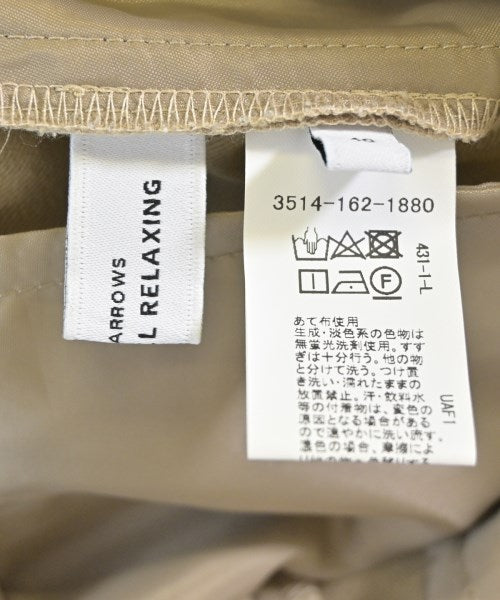 ARROWS
L RELAXING
3514-162-1880
431-1-L
あて布使用
生成・淡色系の色物は
無蛍光洗剤使用。すす
ぎは十分行う。他の物
と分けて洗う。つけ置
き洗い・濡れたままの
放置禁止。汗・飲料水
等の付着物は、変色の
原因となる場合がある
ので速やかに洗い流す。
濃色の場合、摩擦によ
UAF1